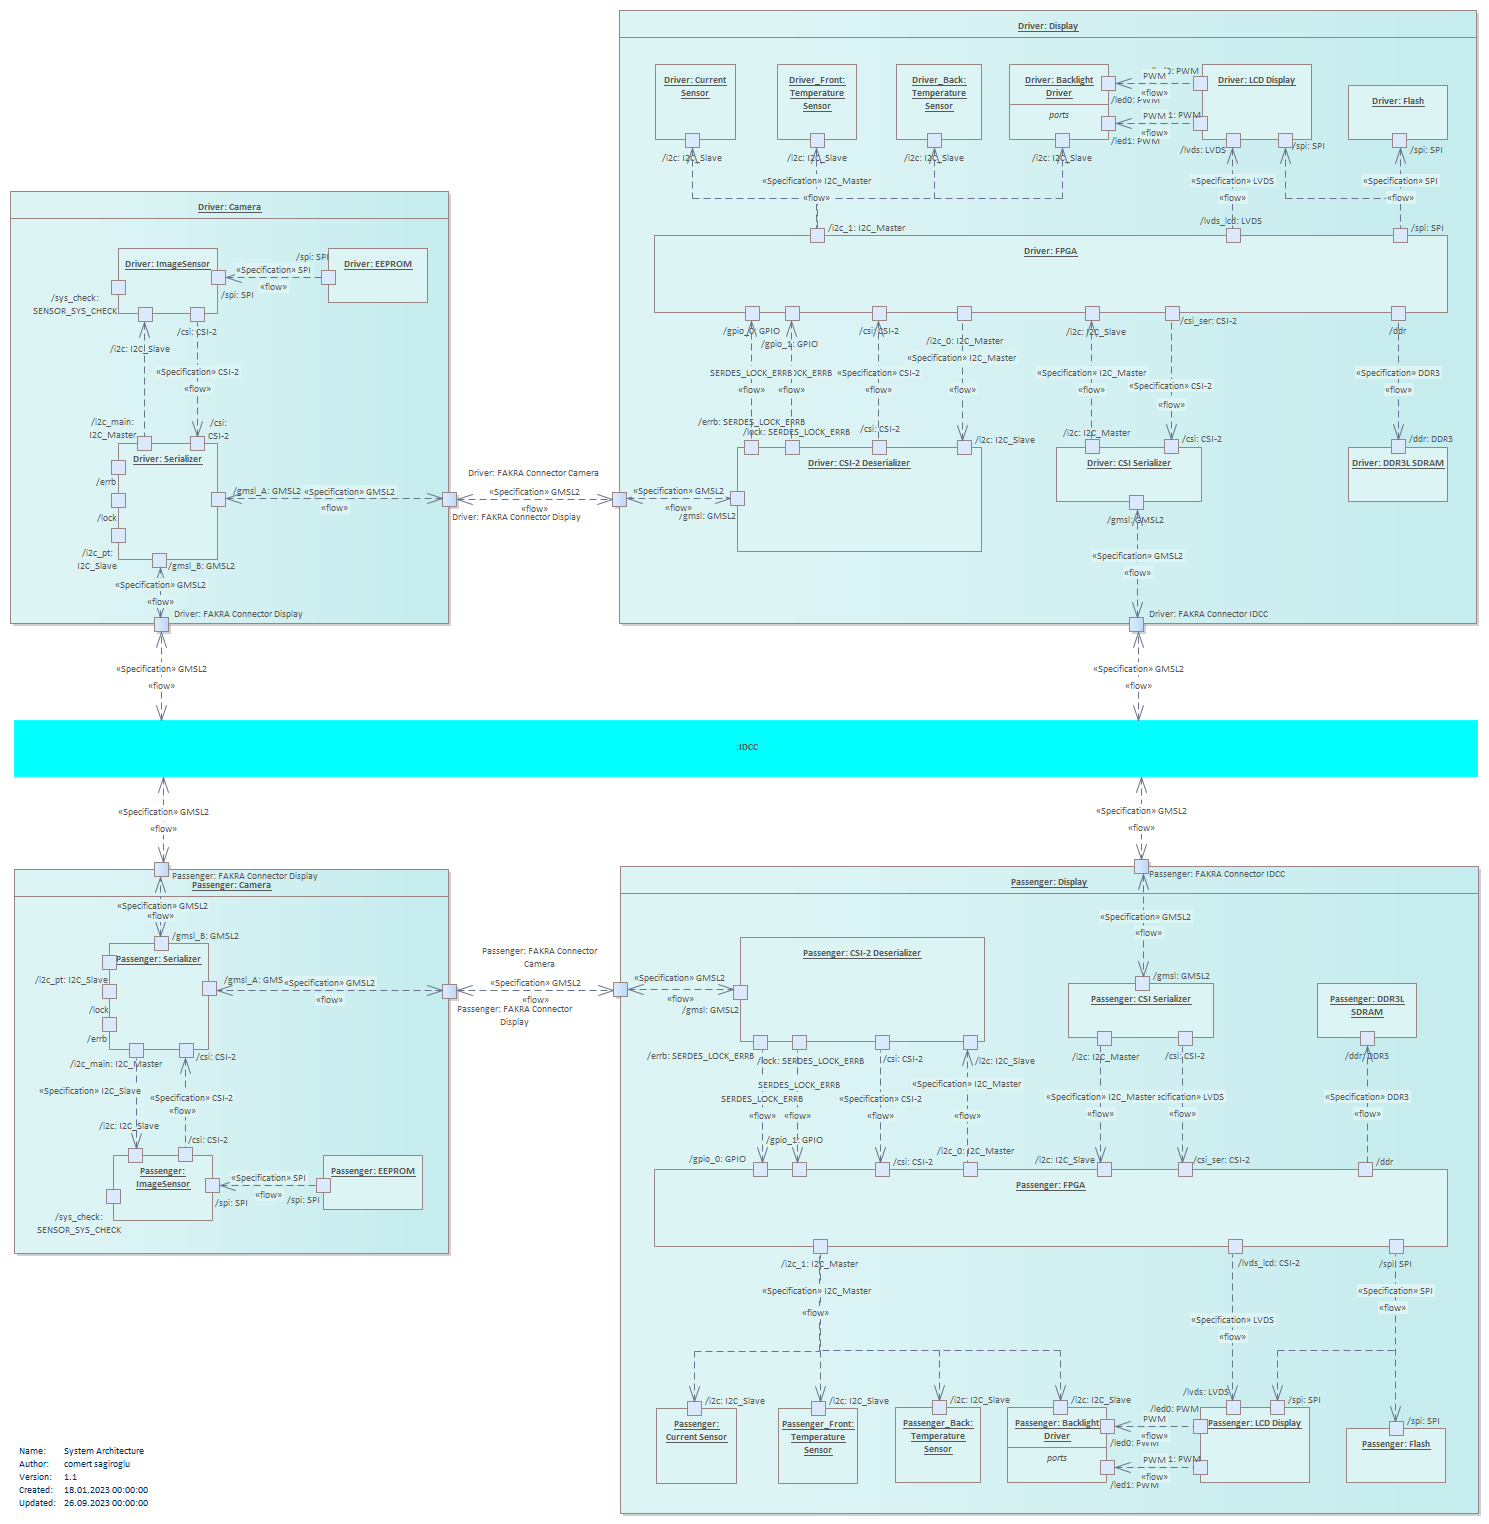 Driver: Display
Driver: Current
Sensor
Driver_Front:
Temperature
Sensor
Driver_Back:
Temperature
Sensor
Driver: Backlight
Driver
ports
PWM
PWM
«flow»
/led0: PWM
PWM
1: PWM
«flow»
/led1: PWM
Driver: LCD Display
Driver: Flash
/i2c: I2C_Slave
/i2c: I2C_Slave
/i2c: I2C_Slave
/i2c: I2C_Slave
/lvds: LVDS
/spi: SPI
/spi: SPI
«Specification» I2C_Master
«flow»
«Specification» LVDS
«flow»
«Specification» SPI
«flow»
/i2c_1: I2C_Master
/lvds_lcd: LVDS
/spi: SPI
Driver: FPGA
/gpio_0: GPIO
/gpio_1: GPIO
/csi: CSI-2
/i2c_0: I2C_Master
/i2c: I2C_Slave
/csi_ser: CSI-2
/ddr
SERDES_LOCK_ERRB
OCK_ERRB
«flow»
«flow»
«Specification» CSI-2
«flow»
«Specification» I2C_Master
«flow»
«Specification» I2C_Master
«flow»
«Specification» CSI-2
«flow»
«Specification» DDR3
«flow»
/errb: SERDES_LOCK_ERRB
/lock: SERDES_LOCK_ERRB
/csi: CSI-2
/i2c: I2C_Slave
/i2c: I2C_Master
/csi: CSI-2
/ddr: DDR3
Driver: CSI-2 Deserializer
Driver: CSI Serializer
Driver: DDR3L SDRAM
«Specification» GMSL2
«flow»
/gmsl: GMSL2
/gmsl: GMSL2
«Specification» GMSL2
«flow»
Driver: FAKRA Connector IDCC
Driver: Camera
Driver: ImageSensor
Driver: EEPROM
/spi: SPI
«Specification» SPI
«flow»
/spi: SPI
/sys_check:
SENSOR_SYS_CHECK
/i2c: I2C_Slave
/csi: CSI-2
«Specification» CSI-2
«flow»
/i2c_main:
I2C_Master
/csi:
CSI-2
Driver: Serializer
/errb
/lock
/i2c_pt:
I2C_Slave
/gmsl_A: GMSL2
«Specification» GMSL2
«flow»
/gmsl_B: GMSL2
«Specification» GMSL2
«flow»
Driver: FAKRA Connector Display
Driver: FAKRA Connector Camera
«Specification» GMSL2
«flow»
Driver: FAKRA Connector Display
«Specification» GMSL2
«flow»
«Specification» GMSL2
«flow»
:IDCC
«Specification» GMSL2
«flow»
«Specification» GMSL2
«flow»
Passenger: FAKRA Connector Display
Passenger: Camera
«Specification» GMSL2
«flow»
/gmsl_B: GMSL2
Passenger: Serializer
/i2c_pt: I2C_Slave
/lock
/errb
/gmsl_A: GMS
«Specification» GMSL2
«flow»
/i2c_main: I2C_Master
/csi: CSI-2
«Specification» I2C_Slave
«Specification» CSI-2
«flow»
/i2c: I2C_Slave
/csi: CSI-2
Passenger:
ImageSensor
Passenger: EEPROM
«Specification» SPI
«flow»
/spi: SPI
/spi: SPI
/sys_check:
SENSOR_SYS_CHECK
Passenger: FAKRA Connector
Camera
«Specification» GMSL2
«flow»
Passenger: FAKRA Connector
Display
Passenger: FAKRA Connector IDCC
Passenger: Display
«Specification» GMSL2
«flow»
Passenger: CSI-2 Deserializer
«Specification» GMSL2
«flow»
/gmsl: GMSL2
/gmsl: GMSL2
Passenger: CSI Serializer
Passenger: DDR3L
SDRAM
/errb: SERDES_LOCK_ERRB
/lock: SERDES_LOCK_ERRB
/csi: CSI-2
/i2c: I2C_Slave
/i2c: I2C_Master
/csi: CSI-2
/ddr: DDR3
SERDES_LOCK_ERRB
SERDES_LOCK_ERRB
«flow»
«flow»
«Specification» CSI-2
«flow»
«Specification» I2C_Master
«flow»
«Specification» I2C_Master
«flow»
ecification» LVDS
«flow»
«Specification» DDR3
«flow»
/gpio_0: GPIO
/gpio_1: GPIO
/csi: CSI-2
/i2c_0: I2C_Master
/i2c: I2C_Slave
/csi_ser: CSI-2
/ddr
Passenger: FPGA
/i2c_1: I2C_Master
/lvds_lcd: CSI-2
/spi: SPI
«Specification» I2C_Master
«flow»
«Specification» LVDS
«flow»
«Specification» SPI
«flow»
/i2c: I2C_Slave
/i2c: I2C_Slave
/i2c: I2C_Slave
/i2c: I2C_Slave
/lvds: LVDS
/spi: SPI
/spi: SPI
Passenger:
Current Sensor
Passenger_Front:
Temperature
Sensor
Passenger_Back:
Temperature
Sensor
Passenger: Backlight
Driver
ports
/led0: PWM
PWM
«flow»
/led0: PWM
PWM
1: PWM
«flow»
/led1: PWM
Passenger: LCD Display
Passenger: Flash
Name: System Architecture
Author: comert sagiroglu
Version: 1.1
Created: 18.01.2023 00:00:00
Updated: 26.09.2023 00:00:00